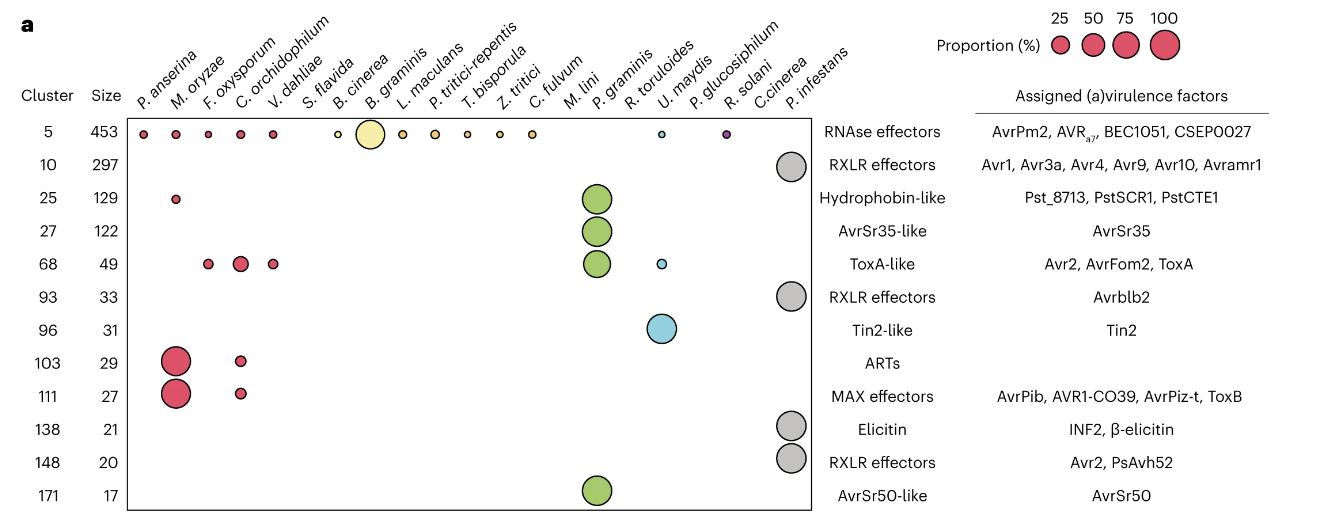 a
25 50 75 100
Proportion (%)
P. anserina
M. oryzae
F. oxysporum
C. orchidophilum
V. dahliae
S. flavida
B. cinerea
B. graminis
L. maculans
P. tritici-repentis
T. bisporula
Z. tritici
C. fulvum
M. lini
P. graminis
R. toruloides
U. maydis
P. glucosiphilum
R. solani
C.cinerea
P. infestans
Cluster Size Assigned (a)virulence factors
5 453 RNAse effectors AvrPm2, AVRa7, BEC1051, CSEP0027
10 297 RXLR effectors Avr1, Avr3a, Avr4, Avr9, Avr10, Avramr1
25 129 Hydrophobin-like Pst_8713, PstSCR1, PstCTE1
27 122 AvrSr35-like AvrSr35
68 49 ToxA-like Avr2, AvrFom2, ToxA
93 33 RXLR effectors Avrblb2
96 31 Tin2-like Tin2
103 29 ARTs
111 27 MAX effectors AvrPib, AVR1-CO39, AvrPiz-t, ToxB
138 21 Elicitin INF2, β-elicitin
148 20 RXLR effectors Avr2, PsAvh52
171 17 AvrSr50-like AvrSr50